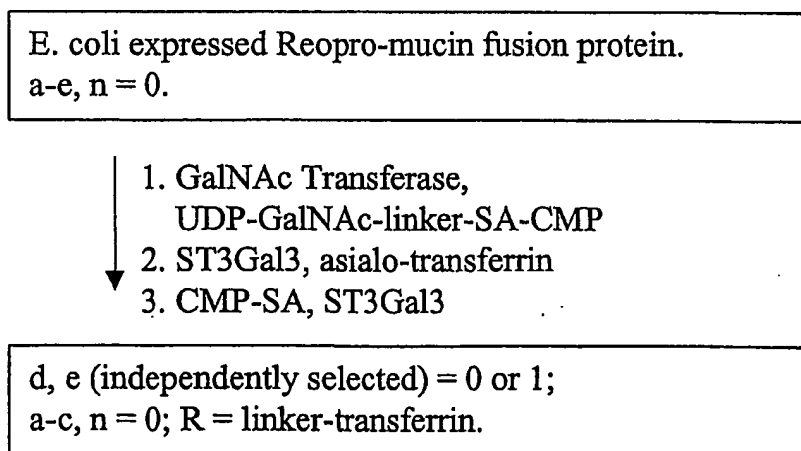 E. coli expressed Reopro-mucin fusion protein.
a-e, n = 0.
1. GalNAc Transferase,
UDP-GalNAc-linker-SA-CMP
2. ST3Gal3, asialo-transferrin
3. CMP-SA, ST3Gal3
d, e (independently selected) = 0 or 1;
a-c, n = 0; R = linker-transferrin.